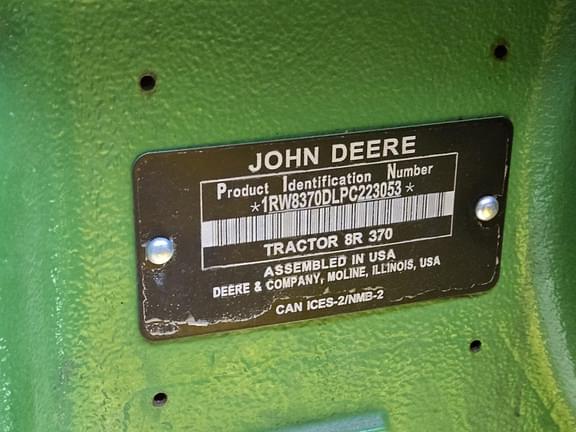 JOHN DEERE
Product Identification Number
*1RW8370DLPC223053*
TRACTOR 8R 370
ASSEMBLED IN USA
DEERE & COMPANY, MOLINE, ILLINOIS, USA
CAN ICES-2/NMB-2